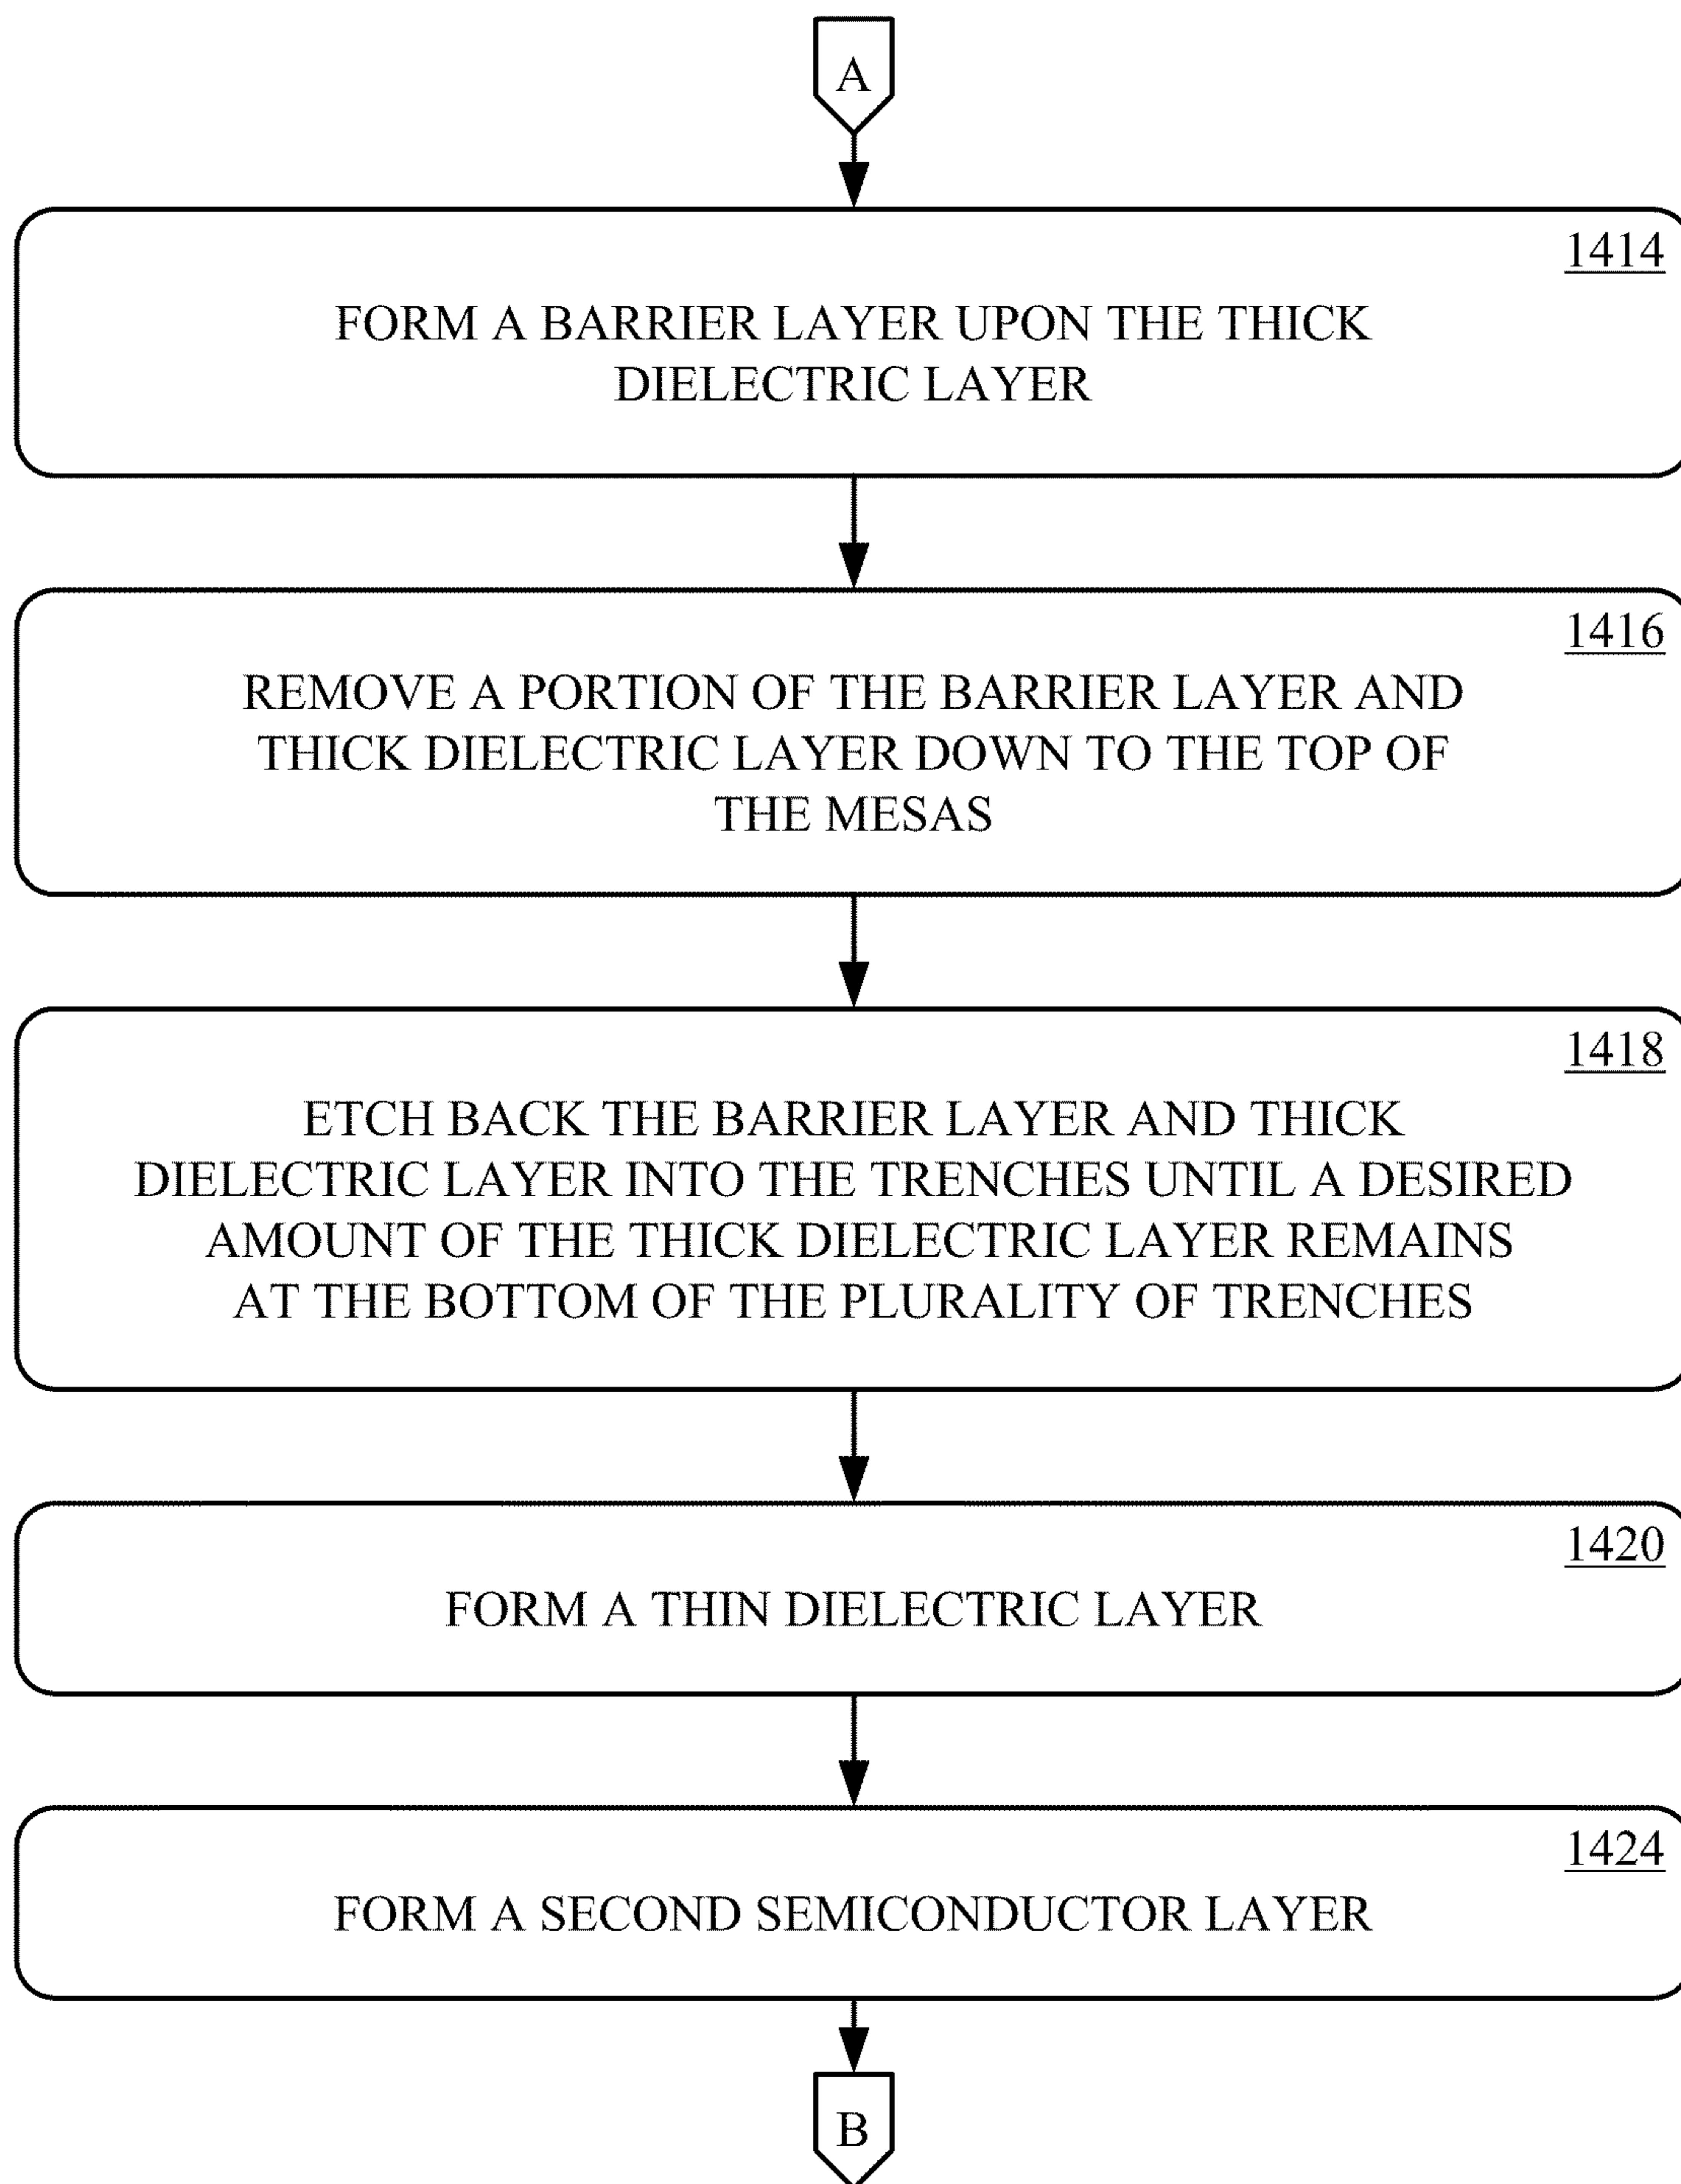 A
1414
FORM A BARRIER LAYER UPON THE THICK
DIELECTRIC LAYER
1416
REMOVE A PORTION OF THE BARRIER LAYER AND
THICK DIELECTRIC LAYER DOWN TO THE TOP OF
THE MESAS
1418
ETCH BACK THE BARRIER LAYER AND THICK
DIELECTRIC LAYER INTO THE TRENCHES UNTIL A DESIRED
AMOUNT OF THE THICK DIELECTRIC LAYER REMAINS
AT THE BOTTOM OF THE PLURALITY OF TRENCHES
1420
FORM A THIN DIELECTRIC LAYER
1424
FORM A SECOND SEMICONDUCTOR LAYER
B